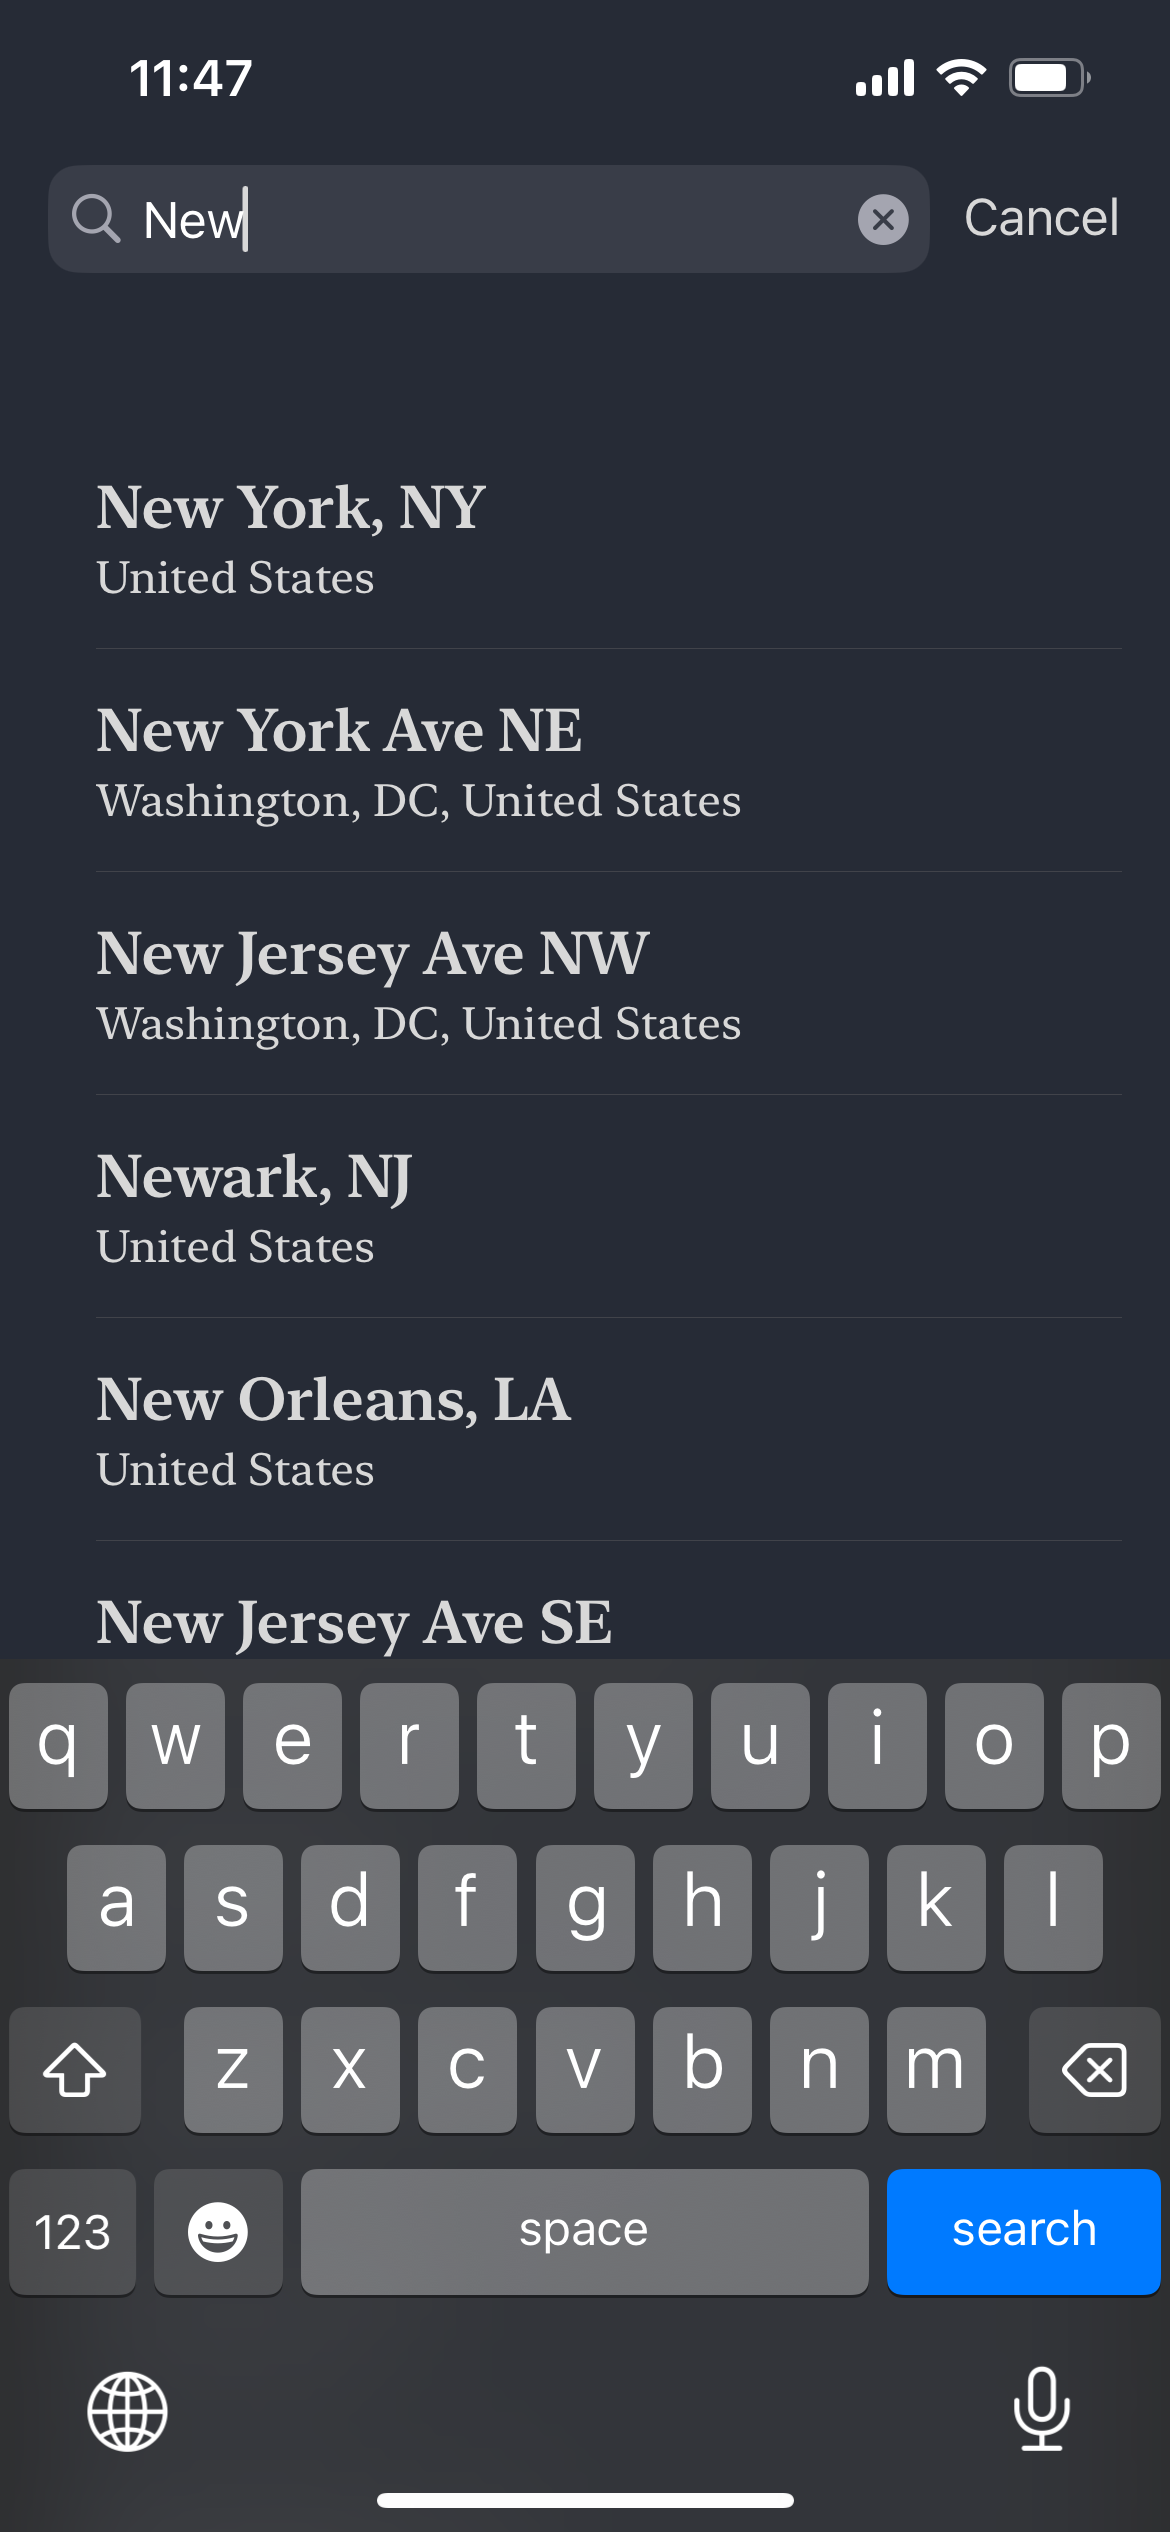 11:47
New
Cancel
New York, NY
United States
New York Ave NE
Washington, DC, United States
New Jersey Ave NW
Washington, DC, United States
Newark, NJ
United States
New Orleans, LA
United States
New Jersey Ave SE
q w e r t y u i o p
a s d f g h j k l
z x c v b n m
123 space search